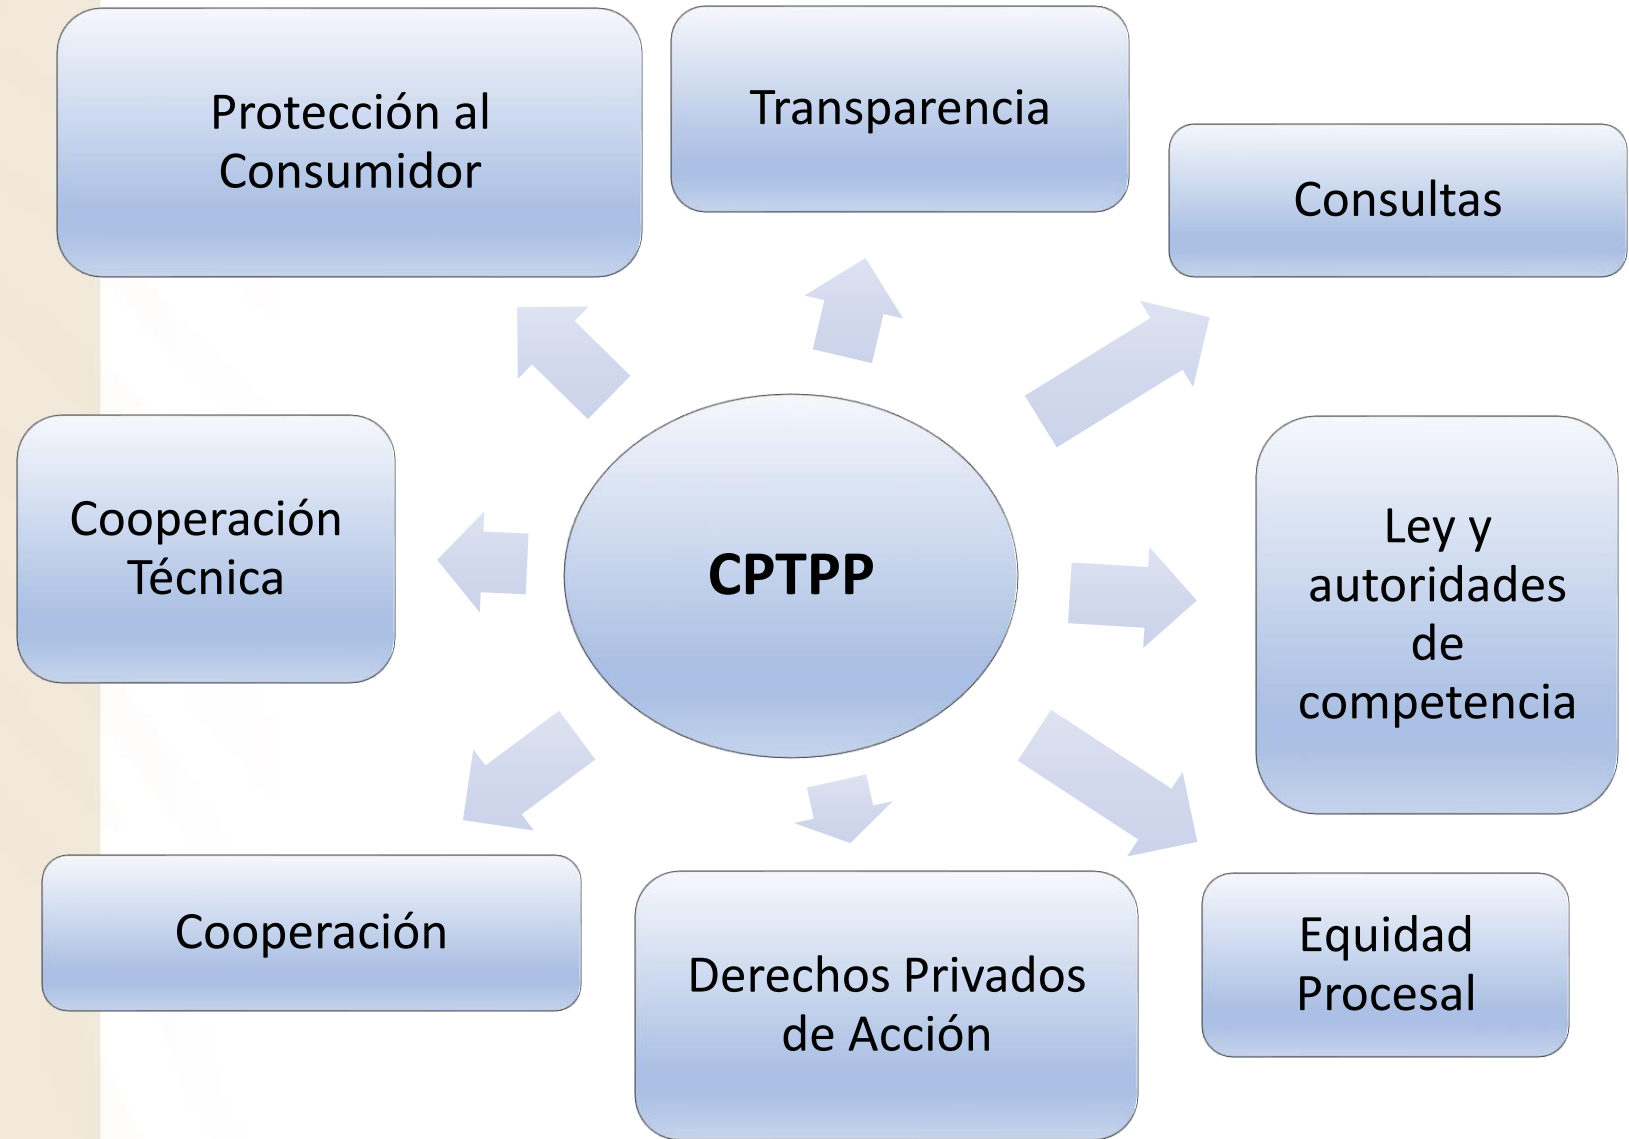 Protección al
Consumidor
Transparencia
Consultas
Cooperación
Técnica
CPTPP
Ley y
autoridades
de
competencia
Cooperación
Derechos Privados
de Acción
Equidad
Procesal